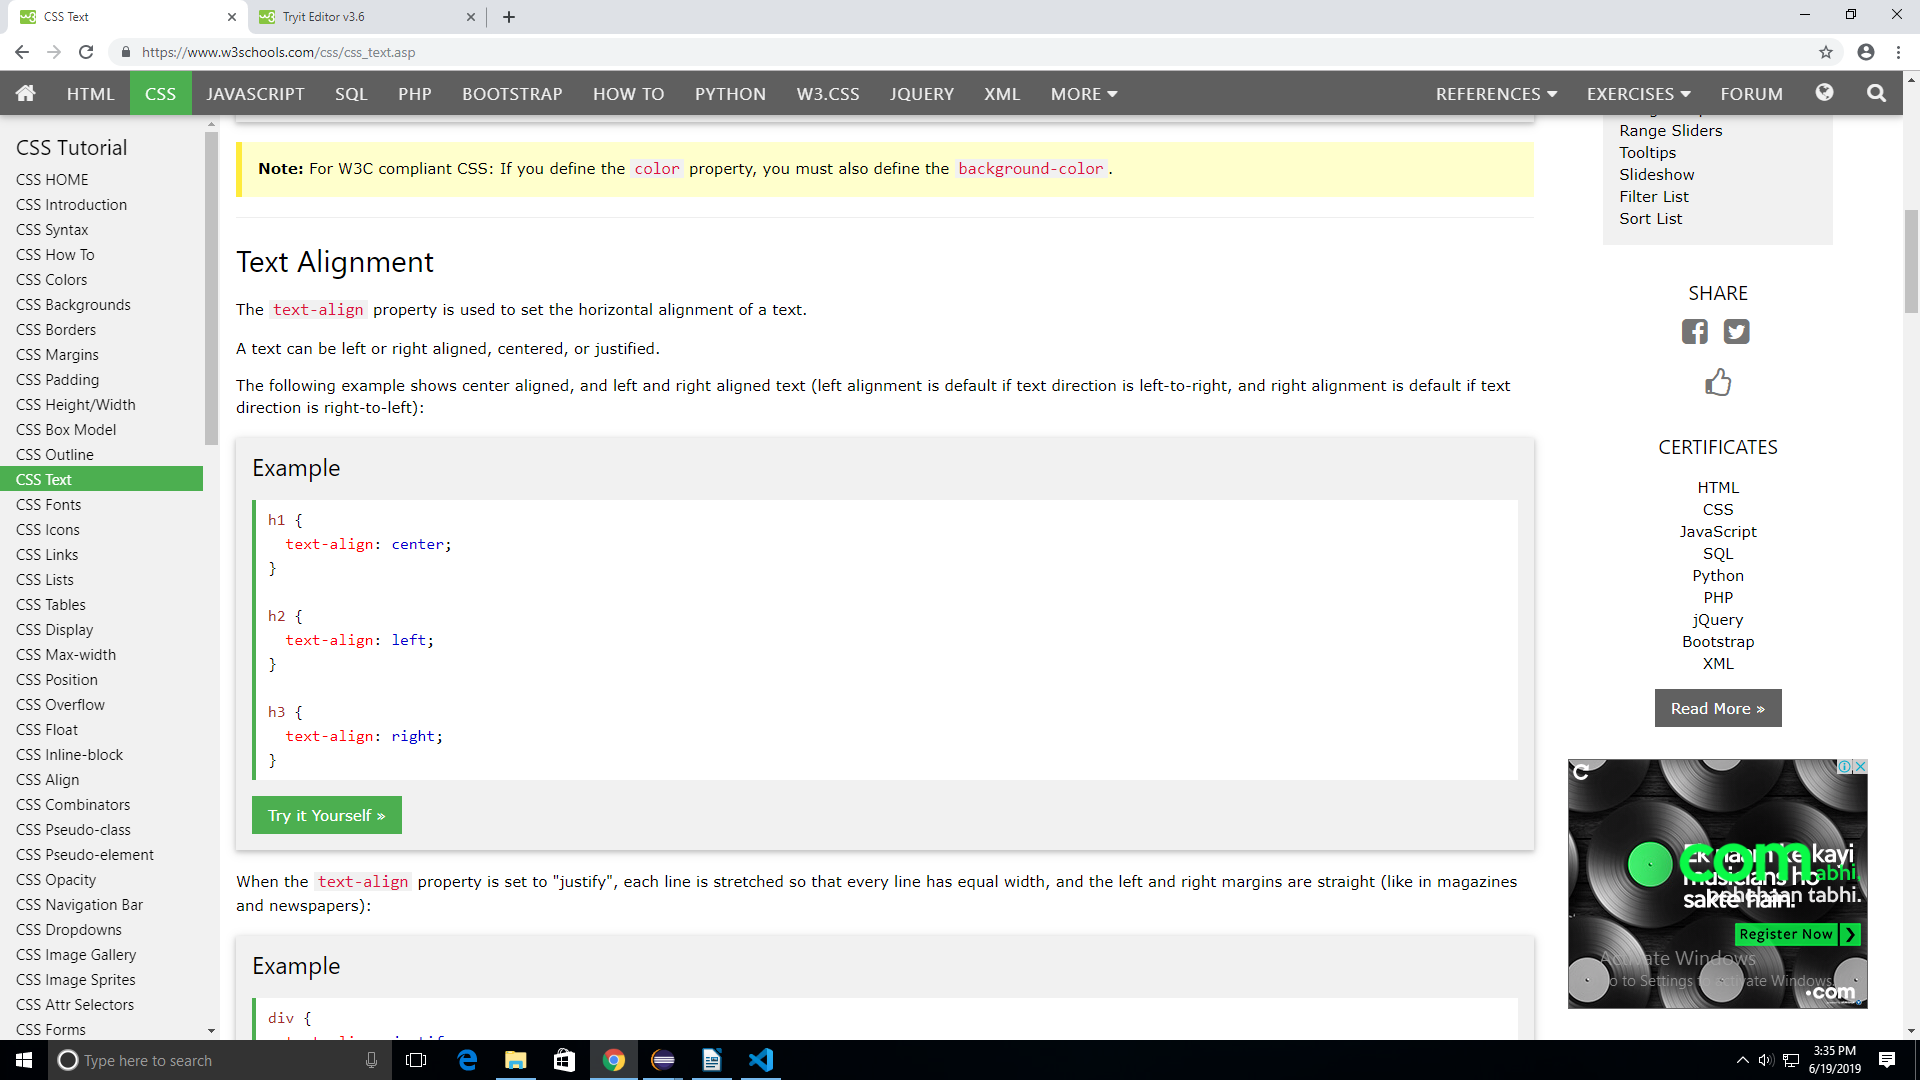 CSS Text
Tryit Editor v3.6
https://www.w3schools.com/css/css_text.asp
HTML
CSS
JAVASCRIPT
SQL
PHP
BOOTSTRAP
HOW TO
PYTHON
W3.CSS
JQUERY
XML
MORE
REFERENCES
EXERCISES
FORUM
CSS Tutorial
CSS HOME
CSS Introduction
CSS Syntax
CSS How To
CSS Colors
CSS Backgrounds
CSS Borders
CSS Margins
CSS Padding
CSS Height/Width
CSS Box Model
CSS Outline
CSS Text
CSS Fonts
CSS Icons
CSS Links
CSS Lists
CSS Tables
CSS Display
CSS Max-width
CSS Position
CSS Overflow
CSS Float
CSS Inline-block
CSS Align
CSS Combinators
CSS Pseudo-class
CSS Pseudo-element
CSS Opacity
CSS Navigation Bar
CSS Dropdowns
CSS Image Gallery
CSS Image Sprites
CSS Attr Selectors
CSS Forms
Note: For W3C compliant CSS: If you define the color property, you must also define the background-color.
Text Alignment
The text-align property is used to set the horizontal alignment of a text.
A text can be left or right aligned, centered, or justified.
The following example shows center aligned, and left and right aligned text (left alignment is default if text direction is left-to-right, and right alignment is default if text
direction is right-to-left):
Example
h1 {
text-align: center;
}
h2 {
text-align: left;
}
h3 {
text-align: right;
}
Try it Yourself »
When the text-align property is set to "justify", each line is stretched so that every line has equal width, and the left and right margins are straight (like in magazines
and newspapers):
Example
div {
Range Sliders
Tooltips
Slideshow
Filter List
Sort List
SHARE
CERTIFICATES
HTML
CSS
JavaScript
SQL
Python
PHP
jQuery
Bootstrap
XML
Read More »
Ek naam ke kayi
musicians ho
sakte hain.
com
abhi.
pehchaan tabhi.
Register Now
Activate Windows
Go to Settings to activate Windows.
.com
Type here to search
3:35 PM
6/19/2019